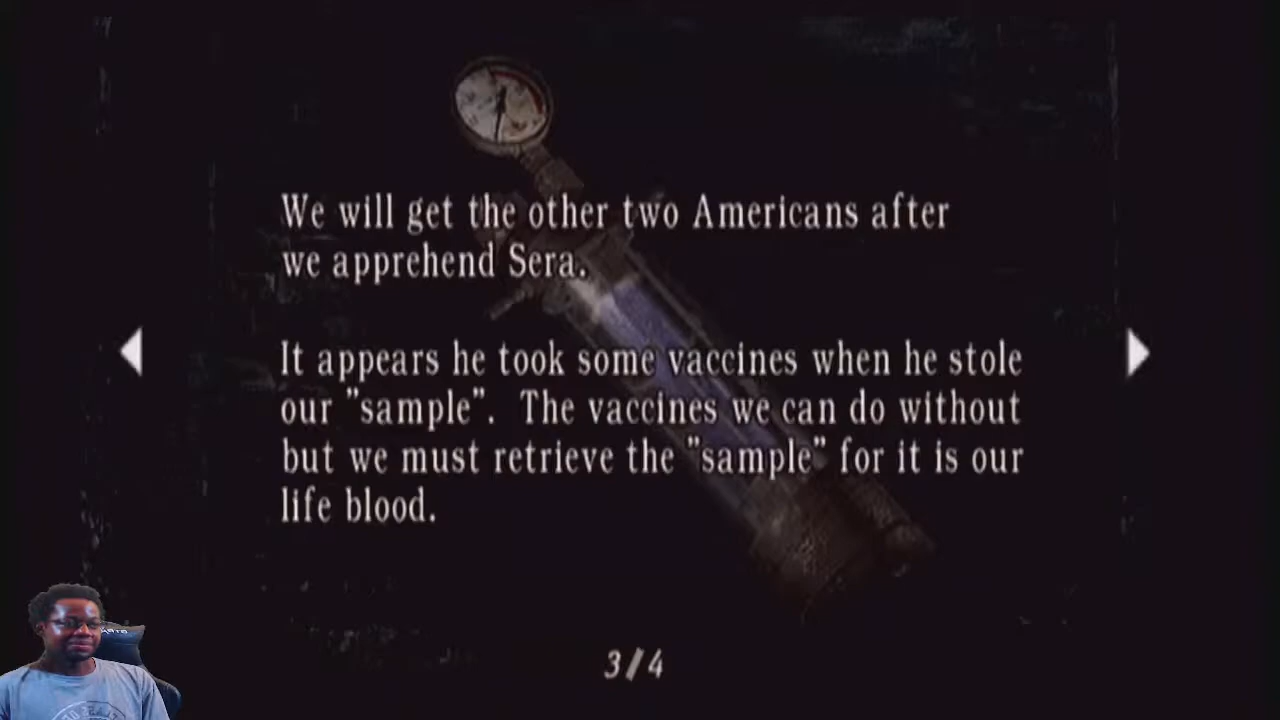 We will get the other two Americans after
we apprehend Sera.
It appears he took some vaccines when he stole
our "sample". The vaccines we can do without
but we must retrieve the "sample" for it is our
life blood.
3/4